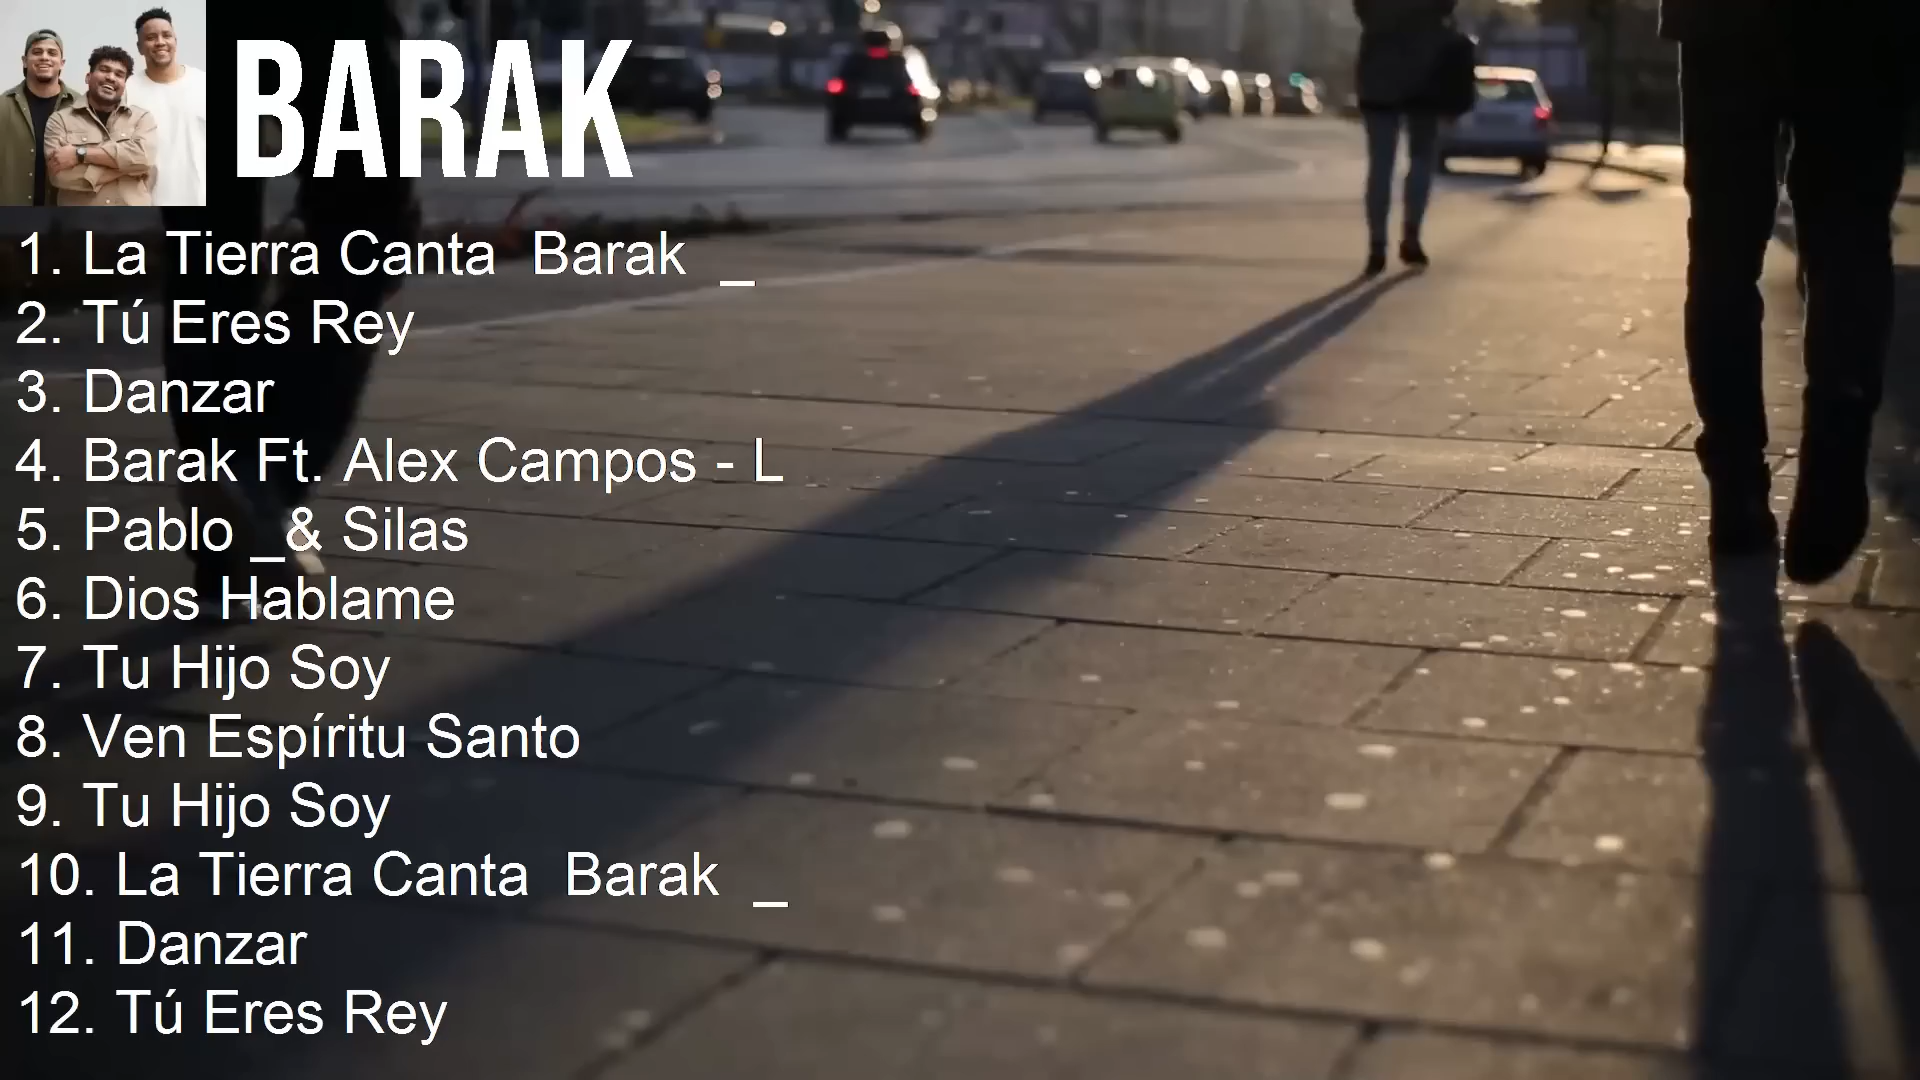 BARAK
1. La Tierra Canta  Barak  _
2. Tú Eres Rey
3. Danzar
4. Barak Ft. Alex Campos - L
5. Pablo _& Silas
6. Dios Hablame
7. Tu Hijo Soy
8. Ven Espíritu Santo
9. Tu Hijo Soy
10. La Tierra Canta  Barak  _
11. Danzar
12. Tú Eres Rey